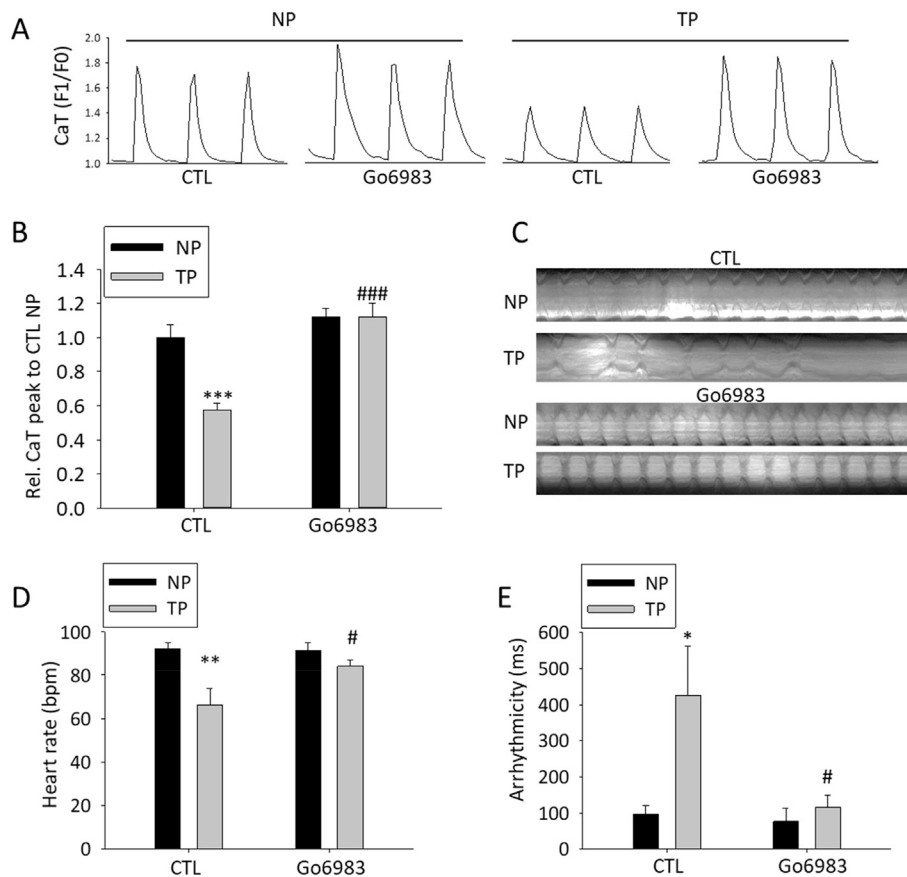 A
NP
TP
CaT (F1/F0)
2.0
1.8
1.6
1.4
1.2
1.0
CTL
Go6983
CTL
Go6983
B
NP
TP
Rel. CaT peak to CTL NP
1.4
1.2
1.0
0.8
0.6
0.4
0.2
0.0
***
###
CTL
Go6983
C
CTL
NP
TP
Go6983
NP
TP
D
NP
TP
Heart rate (bpm)
100
80
60
40
20
0
**
#
CTL
Go6983
E
NP
TP
Arrhythmicity (ms)
600
500
400
300
200
100
0
*
#
CTL
Go6983